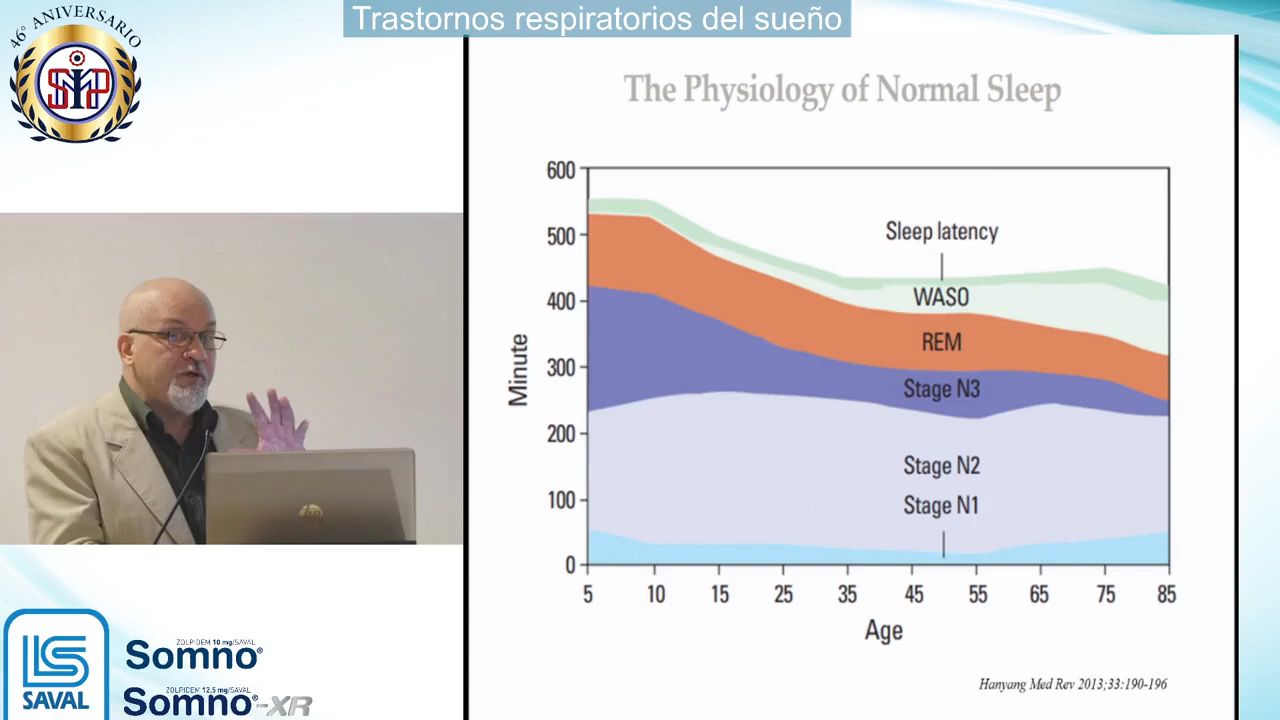 Trastornos respiratorios del sueño
46° ANIVERSARIO
SMP
The Physiology of Normal Sleep
600
500
400
300
200
100
0
Minute
Sleep latency
WASO
REM
Stage N3
Stage N2
Stage N1
5 10 15 25 35 45 55 65 75 85
Age
Hanyang Med Rev 2013;33:190-196
hp
LS
SAVAL
ZOLPIDEM 10 mg/SAVAL
Somno®
ZOLPIDEM 12,5 mg/SAVAL
Somno®-XR